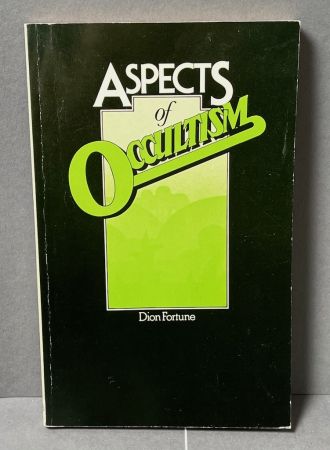 ASPECTS
of
OCCULTISM
Dion Fortune